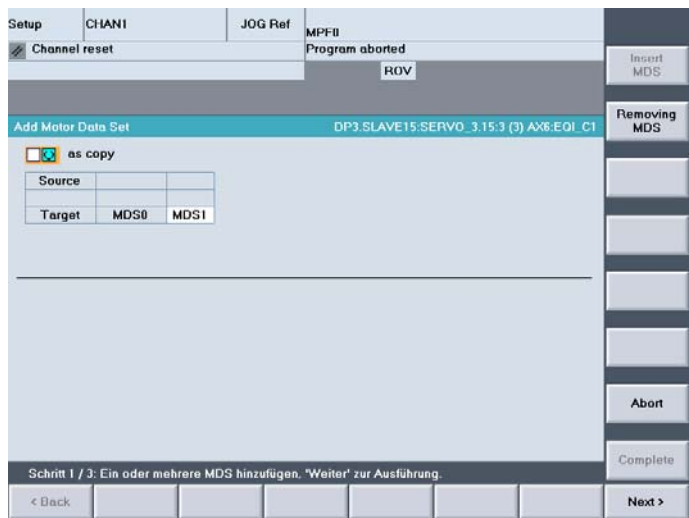 Setup CHAN1 JOG Ref MPF0
Channel reset Program aborted
ROV
Insert MDS
Removing MDS
Add Motor Data Set DP3.SLAVE15:SERVO_3.15:3 (3) AX6:EQI_C1
as copy
Source
Target MDS0 MDS1
Abort
Complete
Schritt 1 / 3: Ein oder mehrere MDS hinzufügen, 'Weiter' zur Ausführung.
< Back Next >